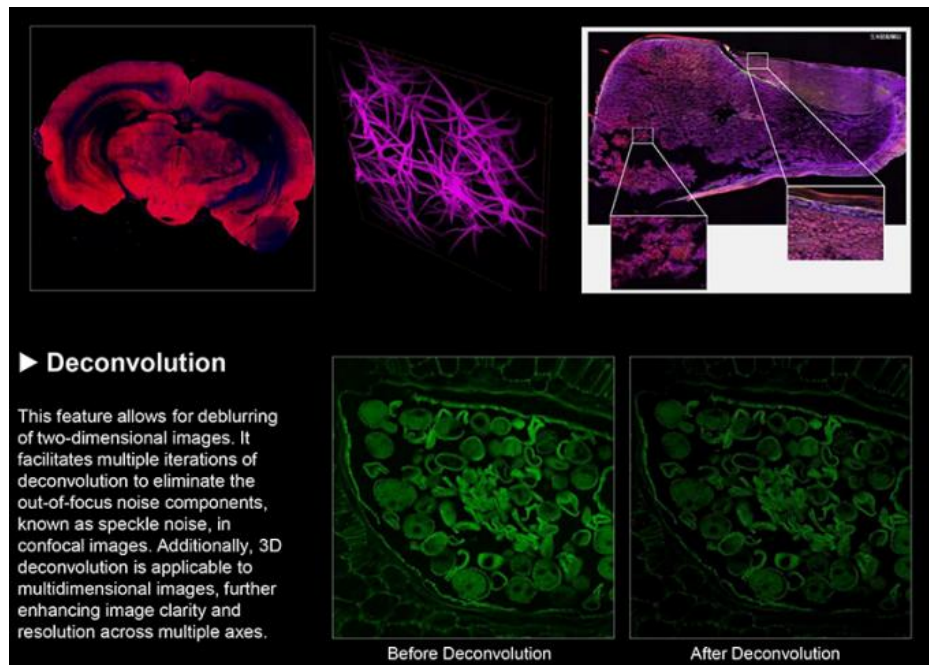 ▶ Deconvolution
This feature allows for deblurring
of two-dimensional images. It
facilitates multiple iterations of
deconvolution to eliminate the
out-of-focus noise components,
known as speckle noise, in
confocal images. Additionally, 3D
deconvolution is applicable to
multidimensional images, further
enhancing image clarity and
resolution across multiple axes.
Before Deconvolution
After Deconvolution